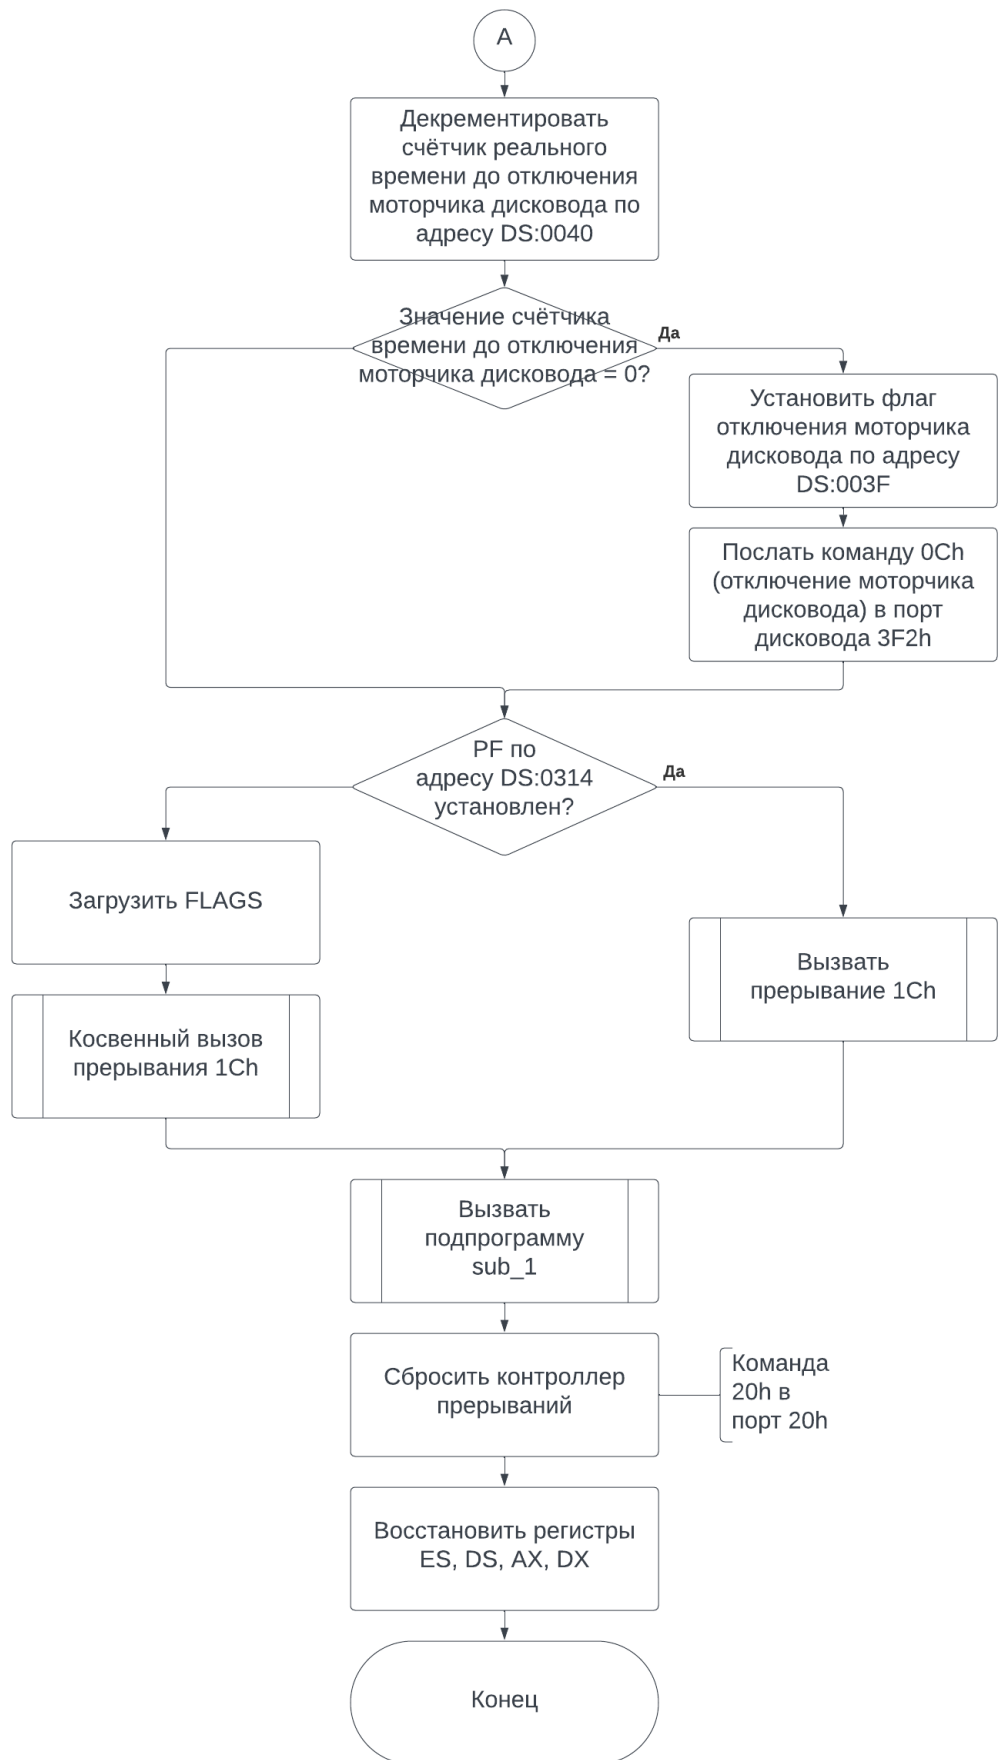 А
Декрементировать
счётчик реального
времени до отключения
моторчика дисковода по
адресу DS:0040
Значение счётчика
времени до отключения
моторчика дисковода = 0?
Да
Установить флаг
отключения моторчика
дисковода по адресу
DS:003F
Послать команду 0Ch
(отключение моторчика
дисковода) в порт
дисковода 3F2h
PF по
адресу DS:0314
установлен?
Да
Загрузить FLAGS
Косвенный вызов
прерывания 1Ch
Вызвать
прерывание 1Ch
Вызвать
подпрограмму
sub_1
Сбросить контроллер
прерываний
Команда
20h в
порт 20h
Восстановить регистры
ES, DS, AX, DX
Конец